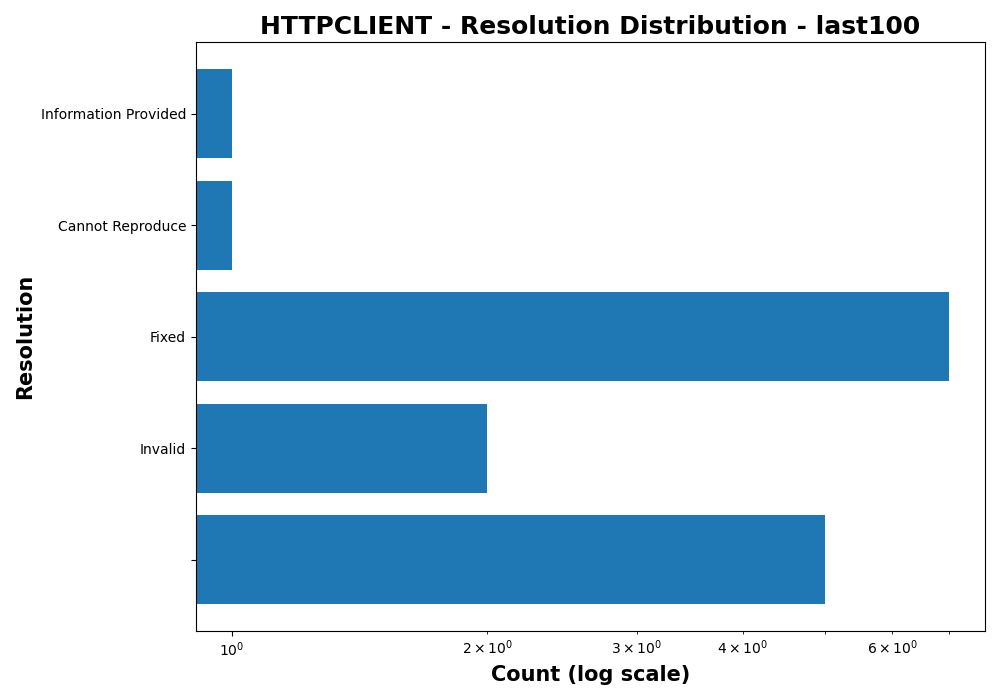 HTTPCLIENT - Resolution Distribution - last100
Information Provided
Cannot Reproduce
Fixed
Invalid
Resolution
10⁰
2 × 10⁰
3 × 10⁰
4 × 10⁰
6 × 10⁰
Count (log scale)